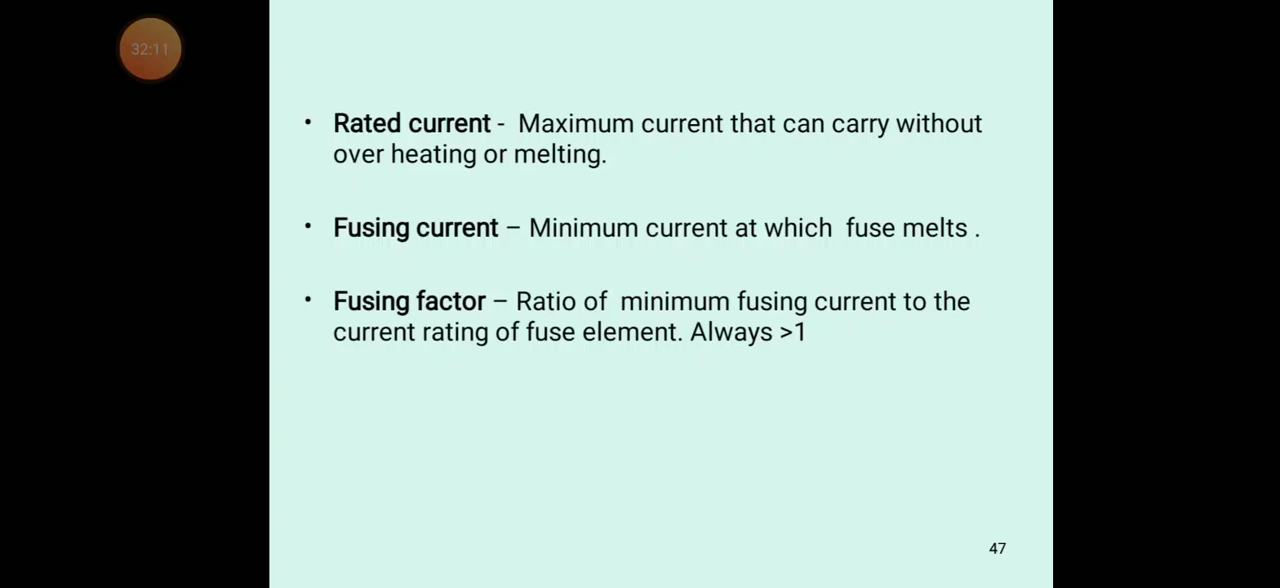 32:11
• Rated current - Maximum current that can carry without
over heating or melting.
• Fusing current – Minimum current at which fuse melts .
• Fusing factor – Ratio of minimum fusing current to the
current rating of fuse element. Always >1
47